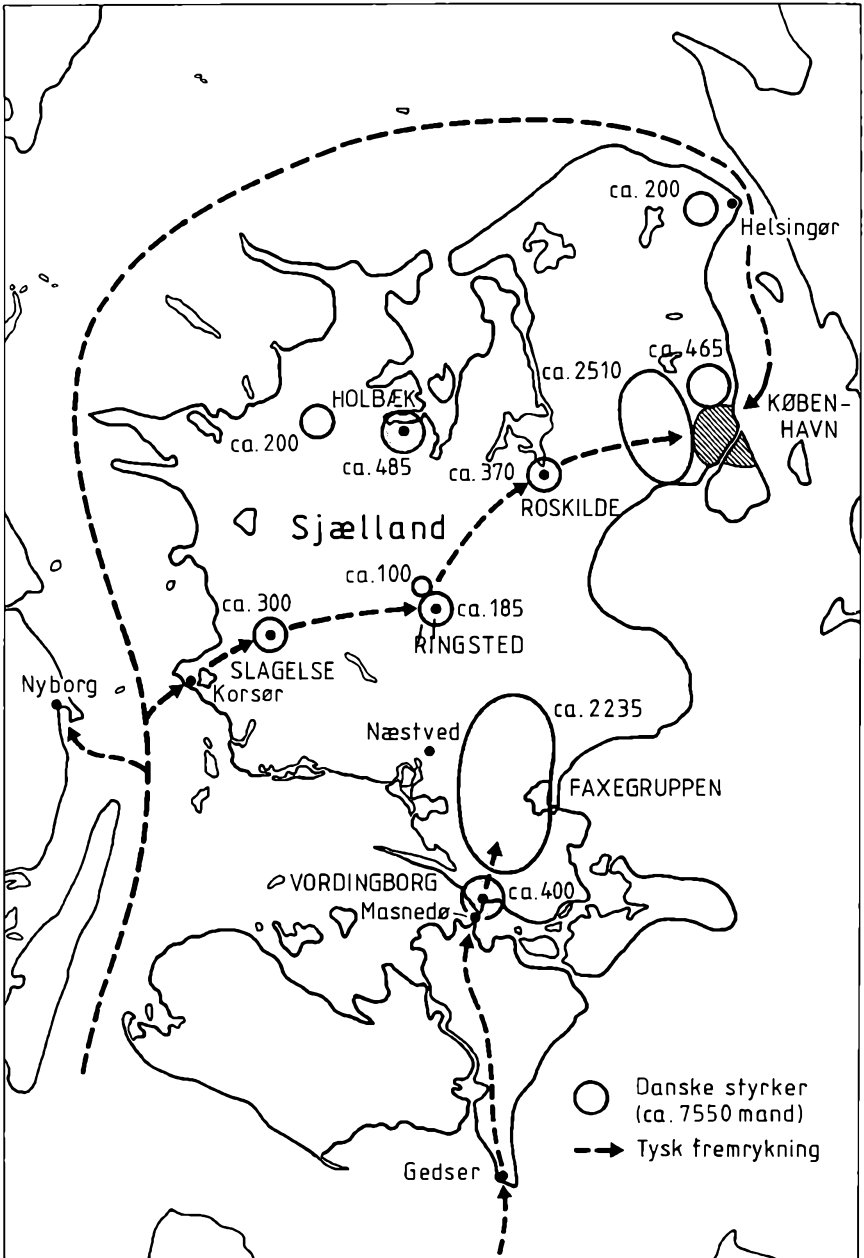 ca. 200
Helsingør
ca. 465
ca. 2510
KØBEN-
HAVN
HOLBÆK
ca. 200
ca. 485
ca. 370
ROSKILDE
Sjælland
ca. 100
ca. 300
ca. 185
RINGSTED
SLAGELSE
Nyborg
Korsør
ca. 2235
Næstved
FAXEGRUPPEN
VORDINGBORG
ca. 400
Masnedø
Danske styrker
(ca. 7550 mand)
Tysk fremrykning
Gedser